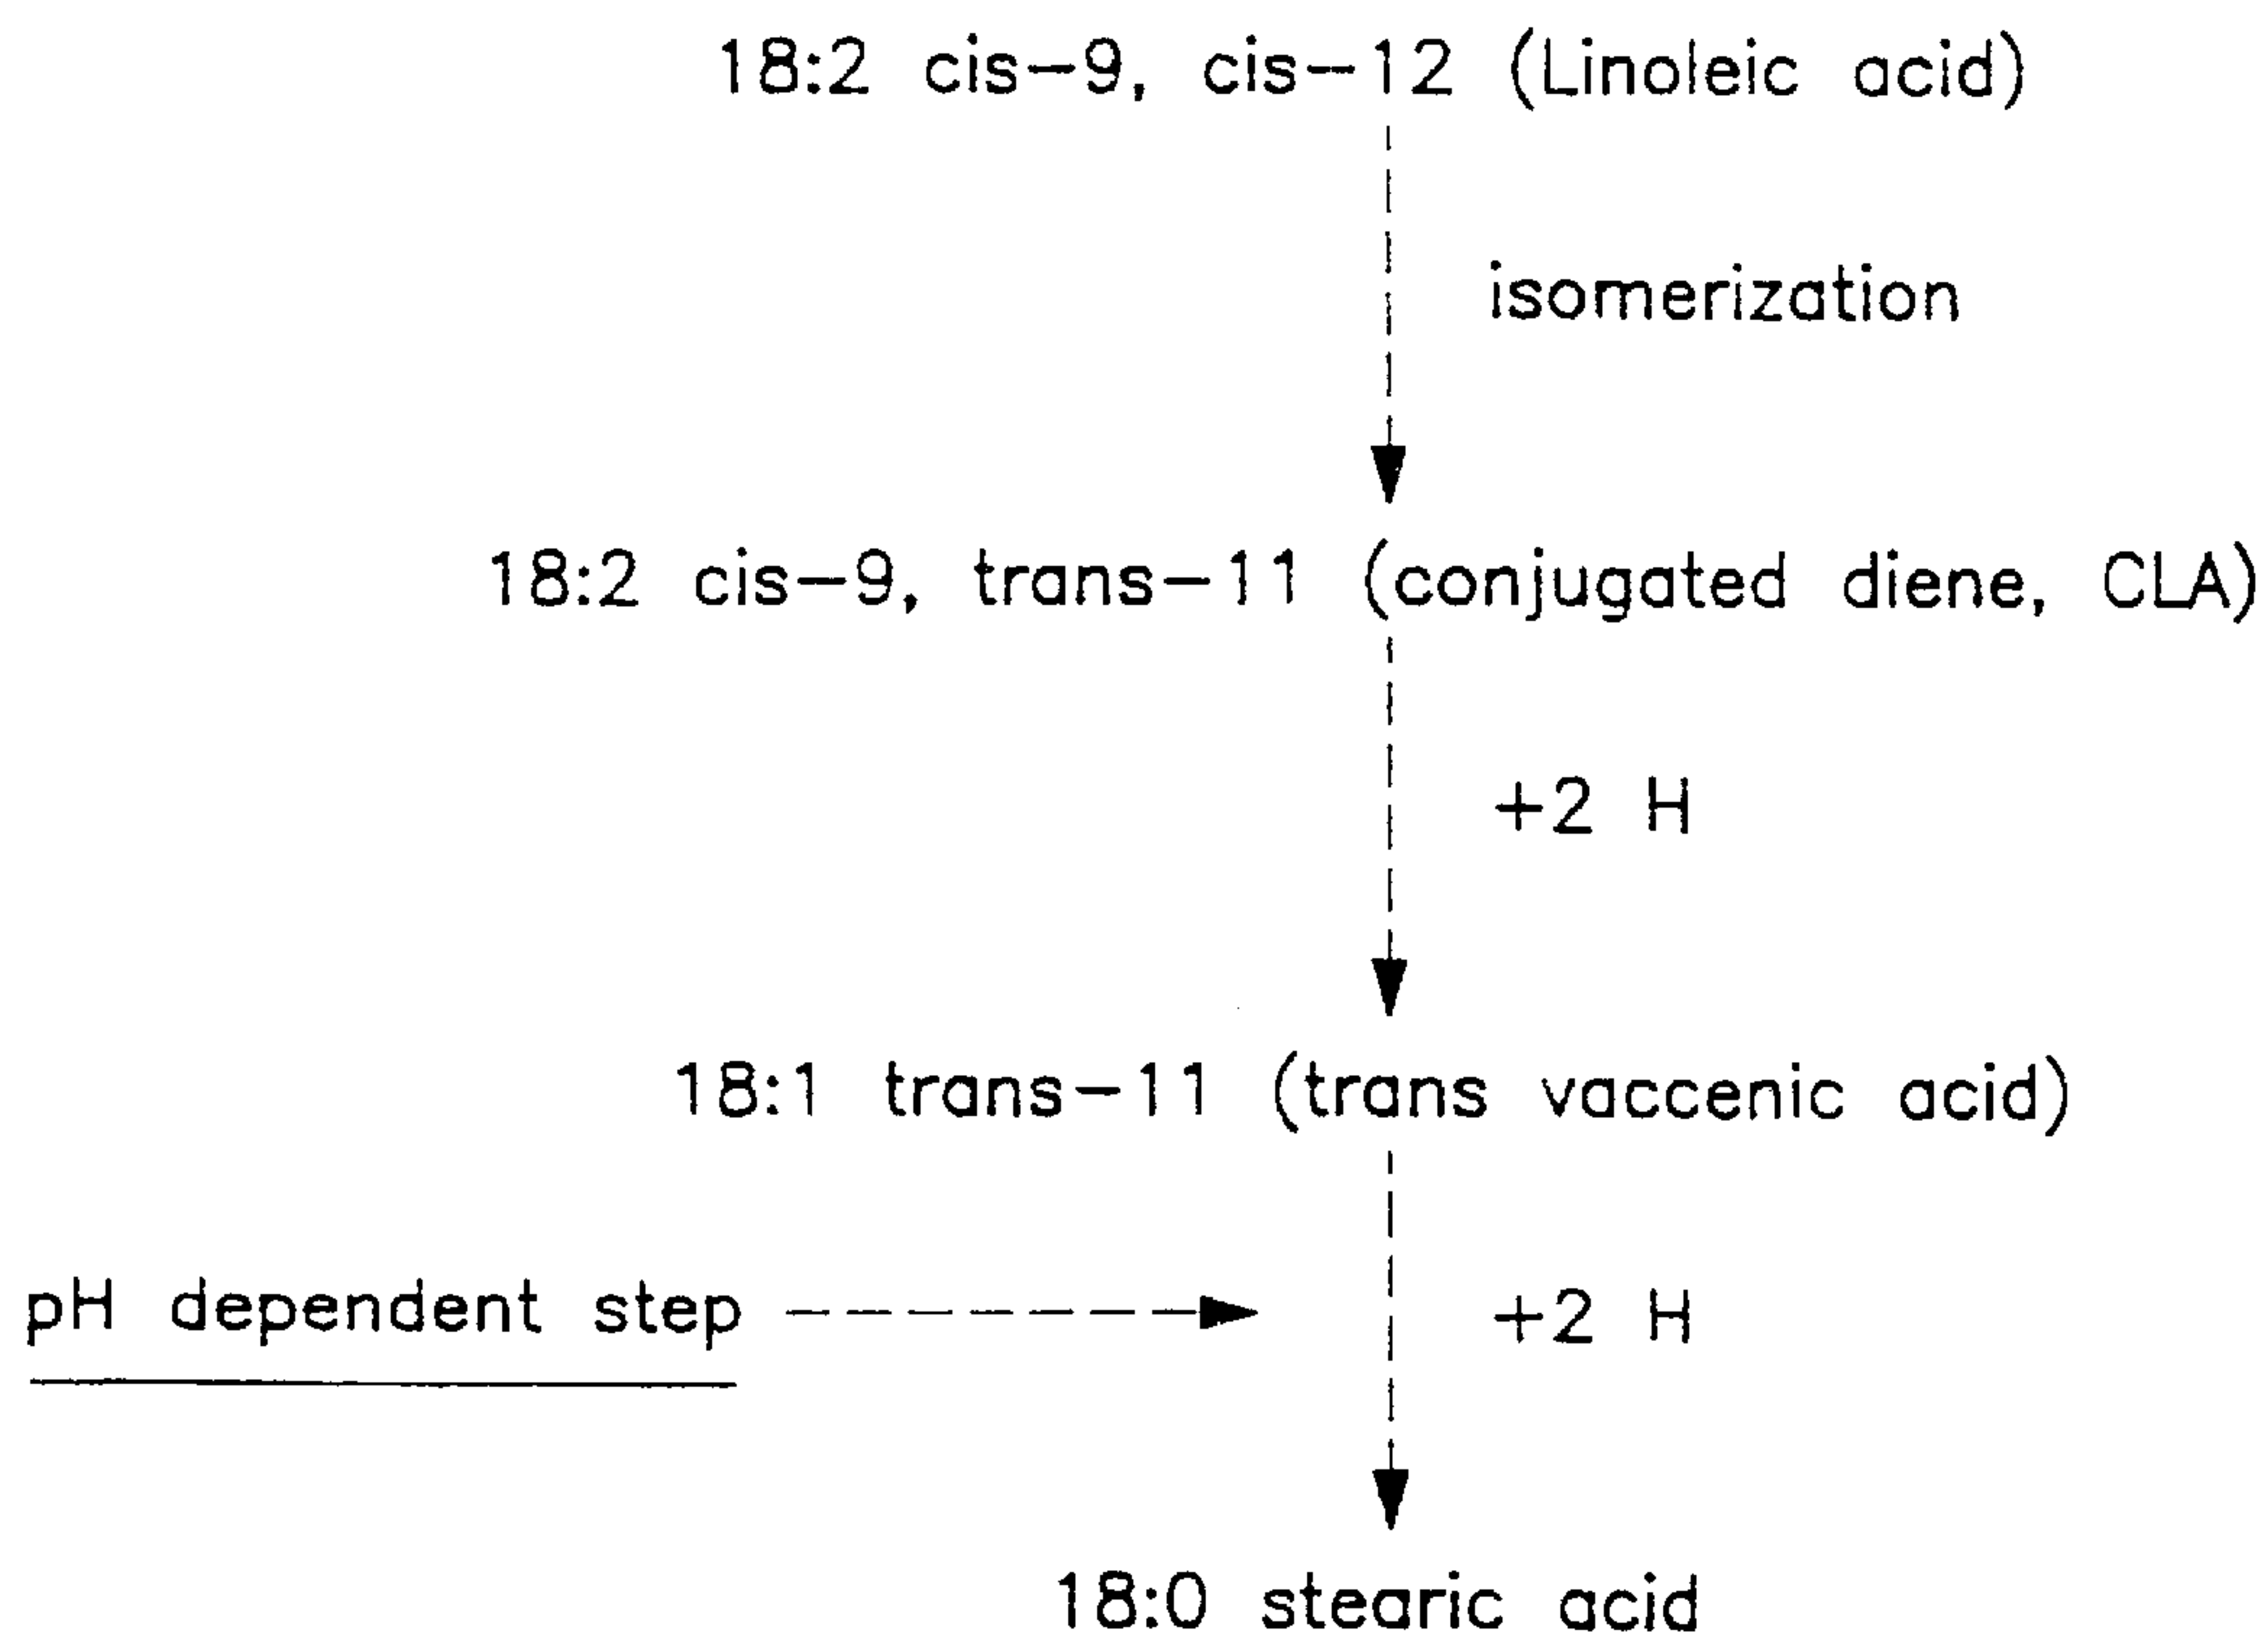 18:2 cis-9, cis-12 (Linoleic acid)
isomerization
18:2 cis-9, trans-11 (conjugated diene, CLA)
+2 H
18:1 trans-11 (trans vaccenic acid)
pH dependent step
+2 H
18:0 stearic acid